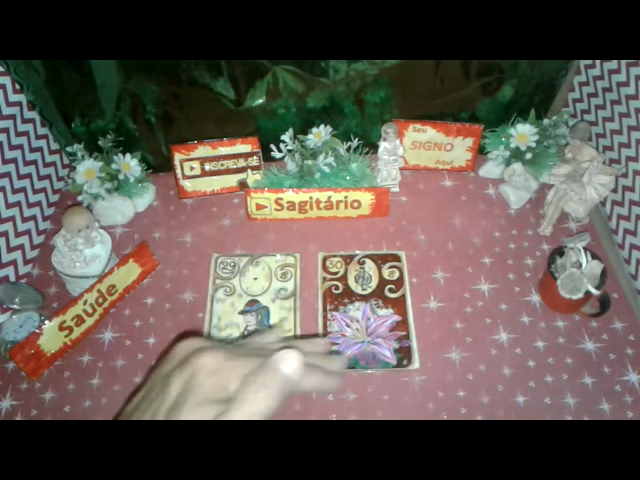 INSCREVA-SE
Seu
SIGNO
Aqui
Sagitário
Saúde
29
30